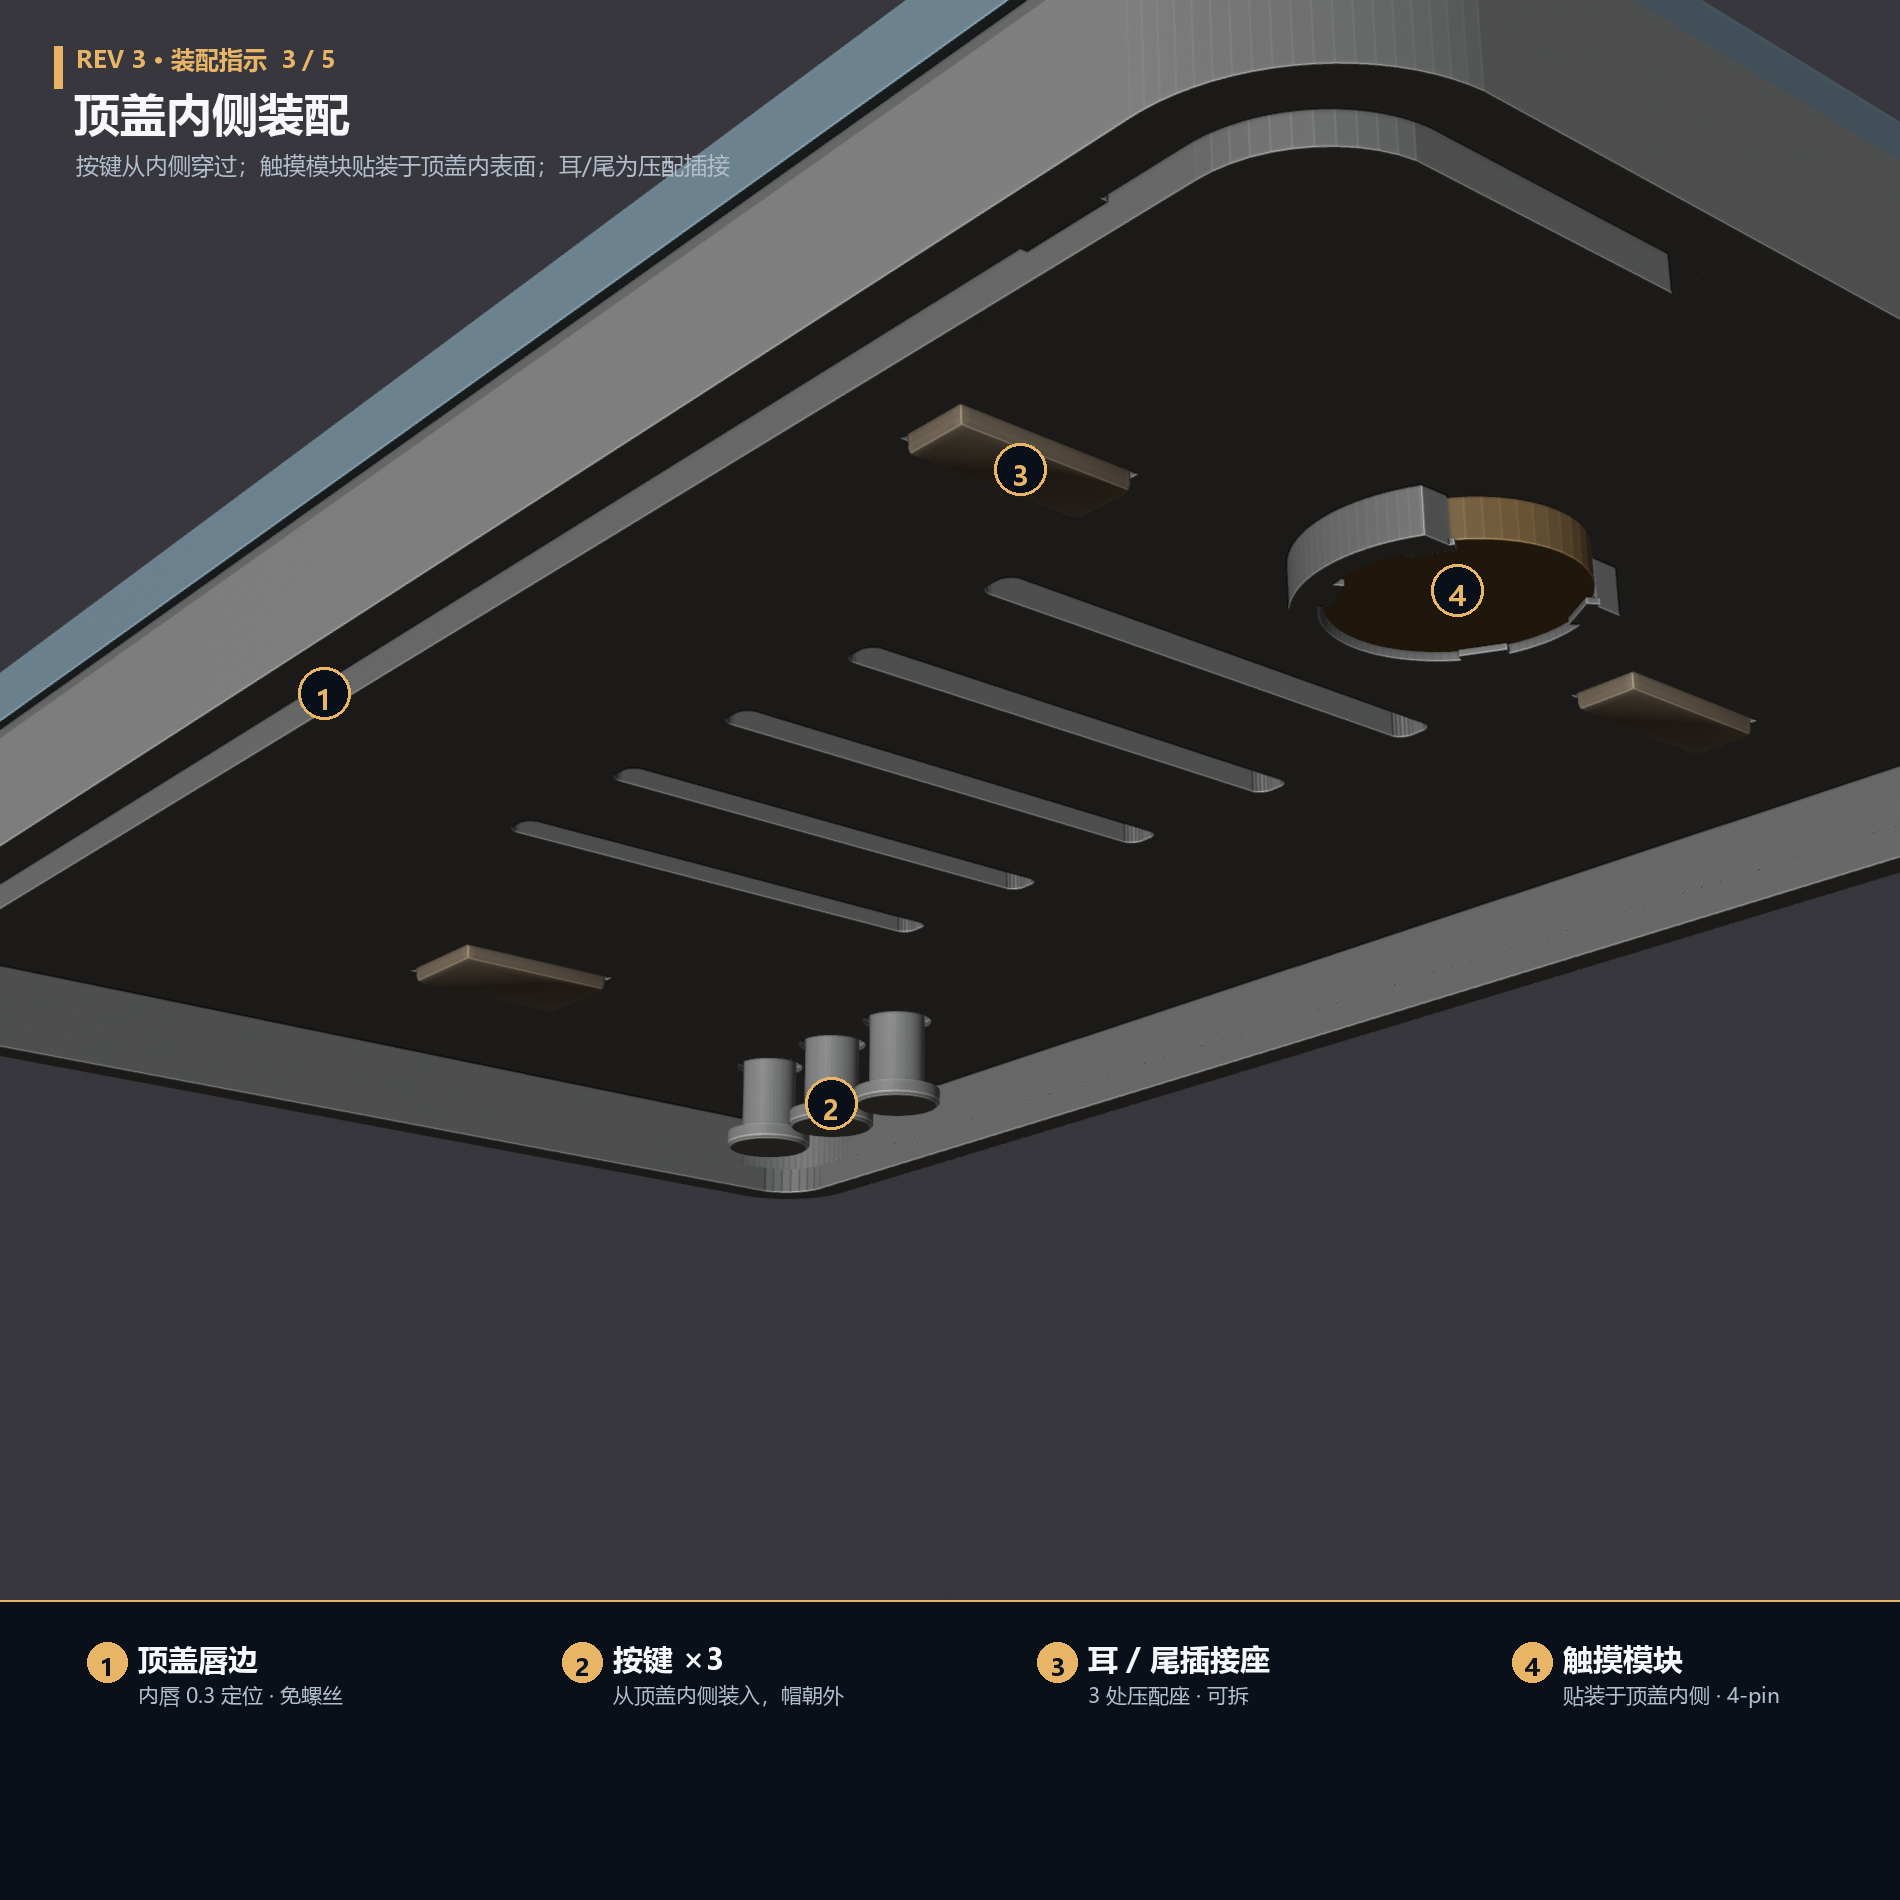 REV 3 • 装配指示 3 / 5
顶盖内侧装配
按键从内侧穿过；触摸模块贴装于顶盖内表面；耳/尾为压配插接
3
4
1
2
1 顶盖唇边
内唇 0.3 定位 · 免螺丝
2 按键 ×3
从顶盖内侧装入，帽朝外
3 耳 / 尾插接座
3 处压配座 · 可拆
4 触摸模块
贴装于顶盖内侧 · 4-pin